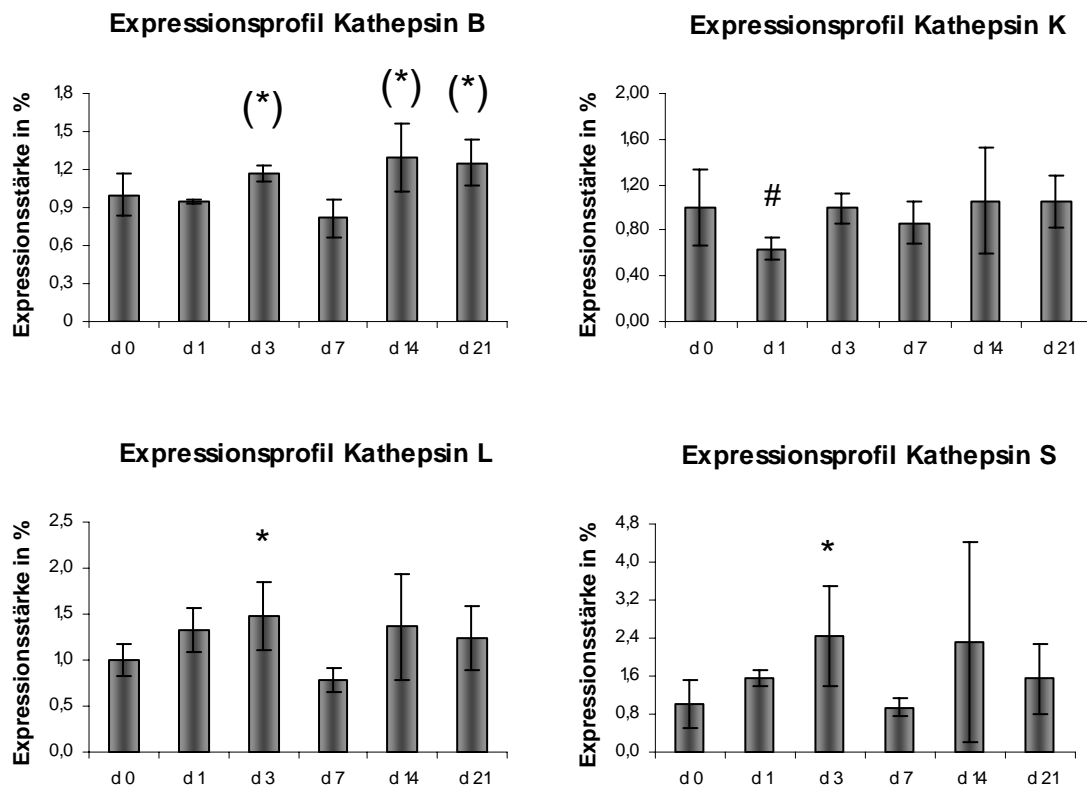 Expressionsprofil Kathepsin B
Expressionsstärke in %
1,8
1,5
1,2
0,9
0,6
0,3
0
(*)
(*)
(*)
d 0 d 1 d 3 d 7 d 14 d 21
Expressionsprofil Kathepsin K
Expressionsstärke in %
2,00
1,60
1,20
0,80
0,40
0,00
#
d 0 d 1 d 3 d 7 d 14 d 21
Expressionsprofil Kathepsin L
Expressionsstärke in %
2,5
2,0
1,5
1,0
0,5
0,0
*
d 0 d 1 d 3 d 7 d 14 d 21
Expressionsprofil Kathepsin S
Expressionsstärke in %
4,8
4,0
3,2
2,4
1,6
0,8
0,0
*
d 0 d 1 d 3 d 7 d 14 d 21